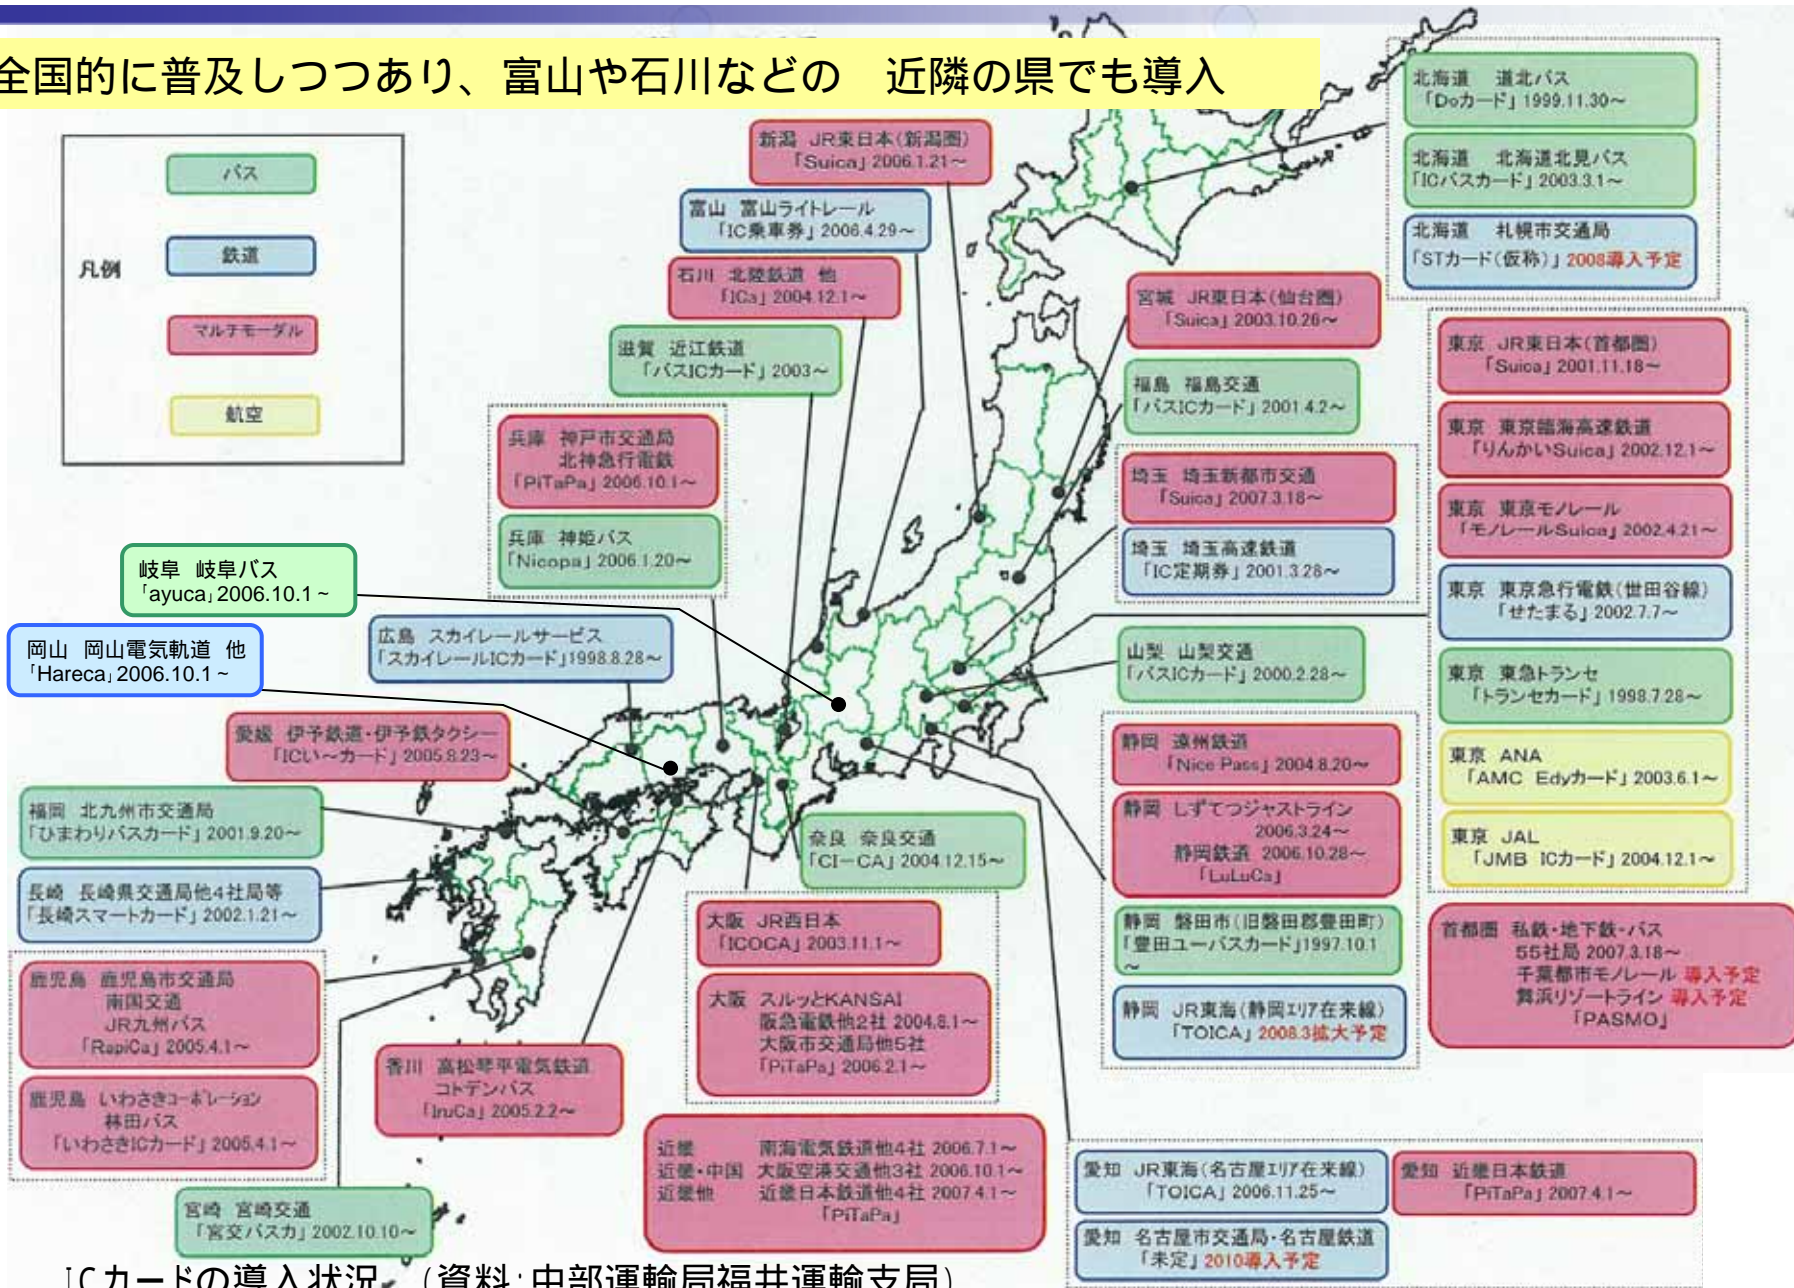 全国的に普及しつつあり、富山や石川などの　近隣の県でも導入
凡例
バス
鉄道
マルチモーダル
航空
新潟 JR東日本(新潟圏)
「Suica」2006.1.21～
富山 富山ライトレール
「IC乗車券」2006.4.29～
石川 北陸鉄道 他
「ICa」2004.12.1～
滋賀 近江鉄道
「バスICカード」2003～
兵庫 神戸市交通局
北神急行電鉄
「PiTaPa」2006.10.1～
兵庫 神姫バス
「Nicopa」2006.1.20～
岐阜 岐阜バス
「ayuca」2006.10.1～
岡山 岡山電気軌道 他
「Hareca」2006.10.1～
広島 スカイレールサービス
「スカイレールICカード」1998.8.28～
愛媛 伊予鉄道・伊予鉄タクシー
「ICい～カード」2005.8.23～
福岡 北九州市交通局
「ひまわりバスカード」2001.9.20～
長崎 長崎県交通局他4社局等
「長崎スマートカード」2002.1.21～
鹿児島 鹿児島市交通局
南国交通
JR九州バス
「RapiCa」2005.4.1～
鹿児島 いわさきコーポレーション
林田バス
「いわさきICカード」2005.4.1～
宮崎 宮崎交通
「宮交バスカ」2002.10.10～
香川 高松琴平電気鉄道
コトデンバス
「IruCa」2005.2.2～
北海道 道北バス
「Doカード」1999.11.30～
北海道 北海道北見バス
「ICバスカード」2003.3.1～
北海道 札幌市交通局
「STカード(仮称)」2008導入予定
宮城 JR東日本(仙台圏)
「Suica」2003.10.26～
福島 福島交通
「バスICカード」2001.4.2～
埼玉 埼玉新都市交通
「Suica」2007.3.18～
埼玉 埼玉高速鉄道
「IC定期券」2001.3.28～
山梨 山梨交通
「バスICカード」2000.2.28～
東京 JR東日本(首都圏)
「Suica」2001.11.18～
東京 東京臨海高速鉄道
「りんかいSuica」2002.12.1～
東京 東京モノレール
「モノレールSuica」2002.4.21～
東京 東京急行電鉄(世田谷線)
「せたまる」2002.7.7～
東京 東急トランセ
「トランセカード」1998.7.28～
東京 ANA
「AMC Edyカード」2003.6.1～
東京 JAL
「JMB ICカード」2004.12.1～
首都圏 私鉄・地下鉄・バス
55社局 2007.3.18～
千葉都市モノレール 導入予定
舞浜リゾートライン 導入予定
「PASMO」
静岡 遠州鉄道
「Nice Pass」2004.8.20～
静岡 しずてつジャストライン
2006.3.24～
静岡鉄道 2006.10.28～
「LuLuCa」
静岡 磐田市(旧磐田郡豊田町)
「豊田ユーバスカード」1997.10.1
～
静岡 JR東海(静岡エリア在来線)
「TOICA」2008.3拡大予定
奈良 奈良交通
「CI-CA」2004.12.15～
大阪 JR西日本
「ICOCA」2003.11.1～
大阪 スルッとKANSAI
阪急電鉄他2社 2004.8.1～
大阪市交通局他5社
「PiTaPa」2006.2.1～
近畿 南海電気鉄道他4社 2006.7.1～
近畿・中国 大阪空港交通他3社 2006.10.1～
近畿他 近畿日本鉄道他4社 2007.4.1～
「PiTaPa」
愛知 JR東海(名古屋エリア在来線)
「TOICA」2006.11.25～
愛知 近畿日本鉄道
「PiTaPa」2007.4.1～
愛知 名古屋市交通局・名古屋鉄道
「未定」2010導入予定
ICカードの導入状況 (資料:中部運輸局福井運輸支局)